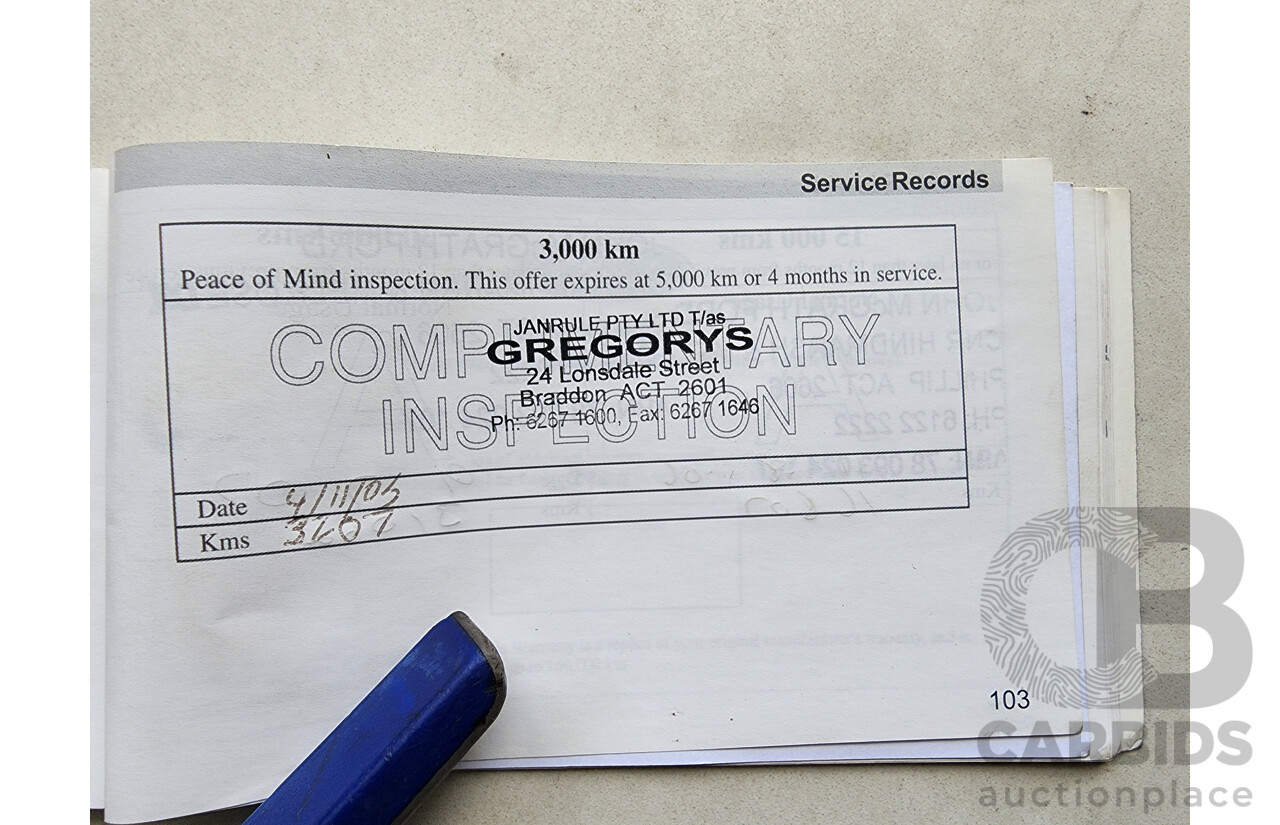 Service Records
3,000 km
Peace of Mind inspection. This offer expires at 5,000 km or 4 months in service.
COMPLIMENTARY
INSPECTION
JANRULE PTY LTD T/as
GREGORYS
24 Lonsdale Street
Braddon ACT 2601
Ph: 6267 1600, Fax: 6267 1646
Date 4/11/05
Kms
103
CB
CARBIDS
auctionplace